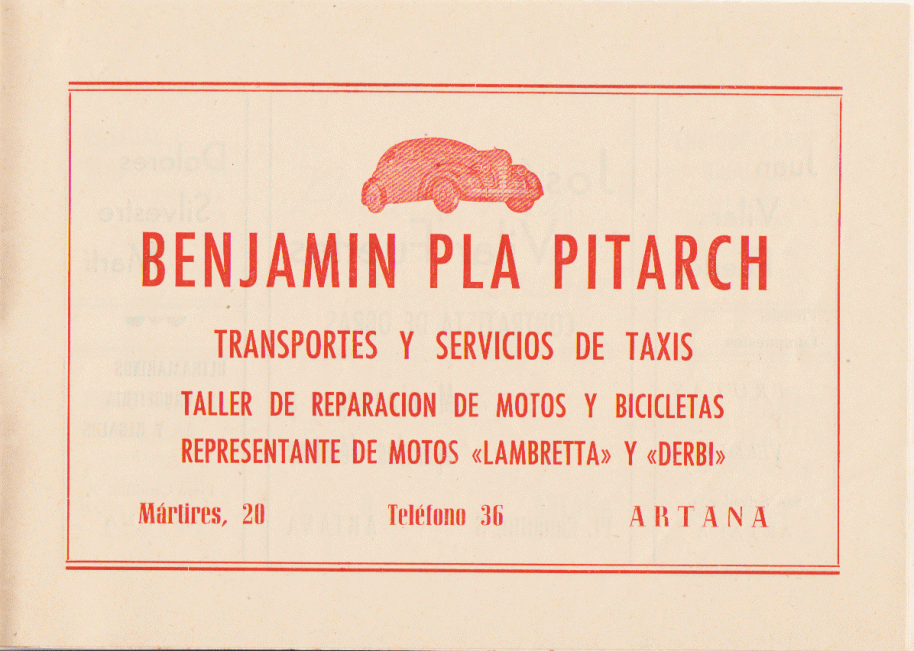 BENJAMIN PLA PITARCH
TRANSPORTES Y SERVICIOS DE TAXIS
TALLER DE REPARACION DE MOTOS Y BICICLETAS
REPRESENTANTE DE MOTOS «LAMBRETTA» Y «DERBI»
Mártires, 20 Teléfono 36 ARTANA